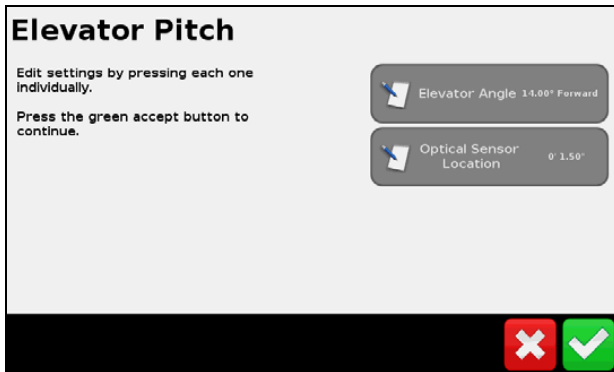 Elevator Pitch
Edit settings by pressing each one
individually.
Press the green accept button to
continue.
Elevator Angle 14.00° Forward
Optical Sensor
Location
0' 1.50"